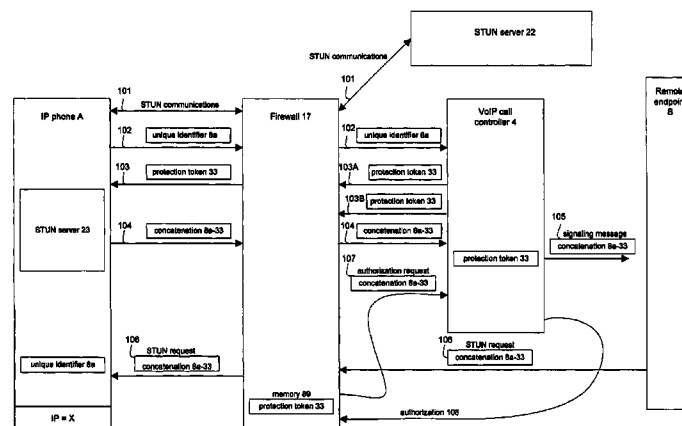 STUN server 22
STUN communications
101
101
STUN communications
IP phone A
Firewall 17
VoIP call
controller 4
Remote
endpoint
B
102
unique identifier 8a
102
unique identifier 8a
103
protection token 33
103A
protection token 33
103B
protection token 33
STUN server 23
104
concatenation 8a-33
104
concatenation 8a-33
105
signaling message
concatenation 8a-33
protection token 33
107
authorization request
concatenation 8a-33
106
STUN request
concatenation 8a-33
106
STUN request
concatenation 8a-33
unique identifier 8a
memory 89
protection token 33
IP = X
authorization 108